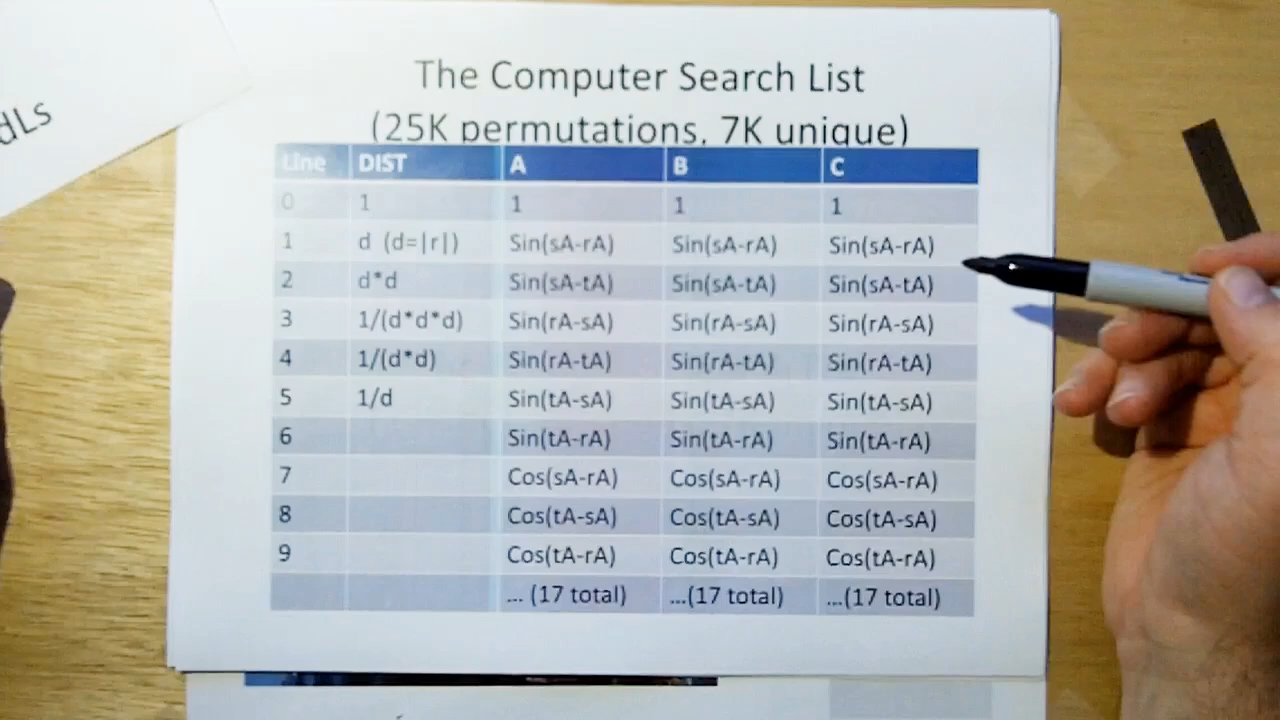 dLs
The Computer Search List
(25K permutations, 7K unique)
Line DIST A B C
0 1 1 1 1
1 d (d=|r|) Sin(sA-rA) Sin(sA-rA) Sin(sA-rA)
2 d*d Sin(sA-tA) Sin(sA-tA) Sin(sA-tA)
3 1/(d*d*d) Sin(rA-sA) Sin(rA-sA) Sin(rA-sA)
4 1/(d*d) Sin(rA-tA) Sin(rA-tA) Sin(rA-tA)
5 1/d Sin(tA-sA) Sin(tA-sA) Sin(tA-sA)
6 Sin(tA-rA) Sin(tA-rA) Sin(tA-rA)
7 Cos(sA-rA) Cos(sA-rA) Cos(sA-rA)
8 Cos(tA-sA) Cos(tA-sA) Cos(tA-sA)
9 Cos(tA-rA) Cos(tA-rA) Cos(tA-rA)
... (17 total) ...(17 total) ...(17 total)